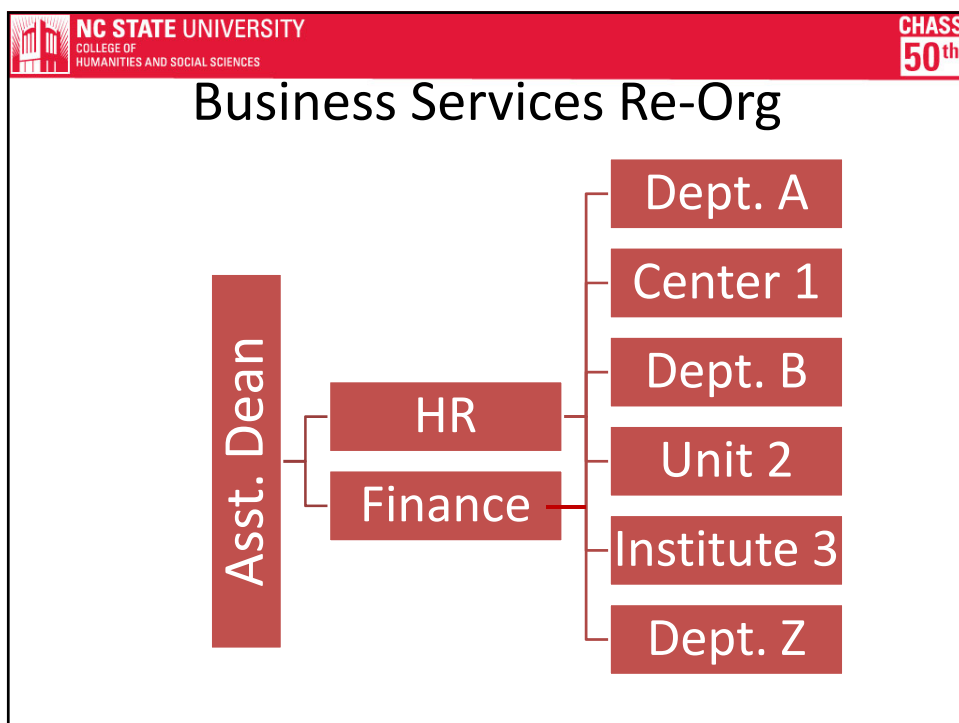 NC STATE UNIVERSITY
COLLEGE OF
HUMANITIES AND SOCIAL SCIENCES
CHASS
50th
Business Services Re-Org
Asst. Dean
HR
Finance
Dept. A
Center 1
Dept. B
Unit 2
Institute 3
Dept. Z